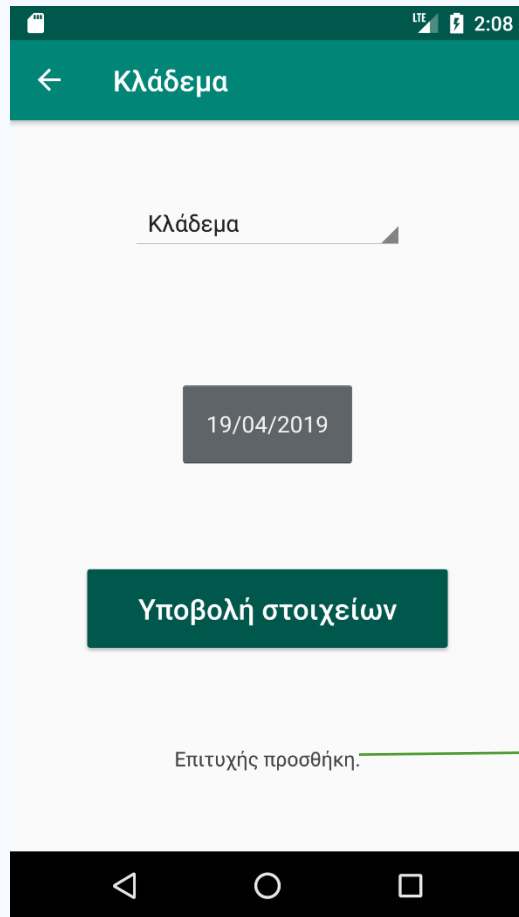 LTE 2:08
Κλάδεμα
Κλάδεμα
19/04/2019
Υποβολή στοιχείων
Επιτυχής προσθήκη.